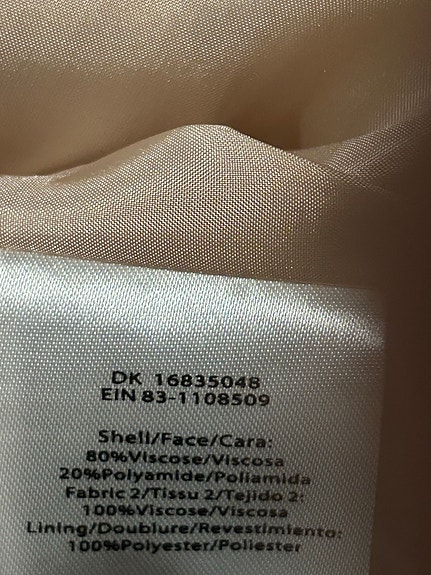 DK 16835048
EIN 83-1108509
Shell/Face/Cara:
80%Viscose/Viscosa
20%Polyamide/Poliamida
Fabric 2/Tissu 2/Tejido 2:
100%Viscose/Viscosa
Lining/Doublure/Revestimiento:
100%Polyester/Poliester